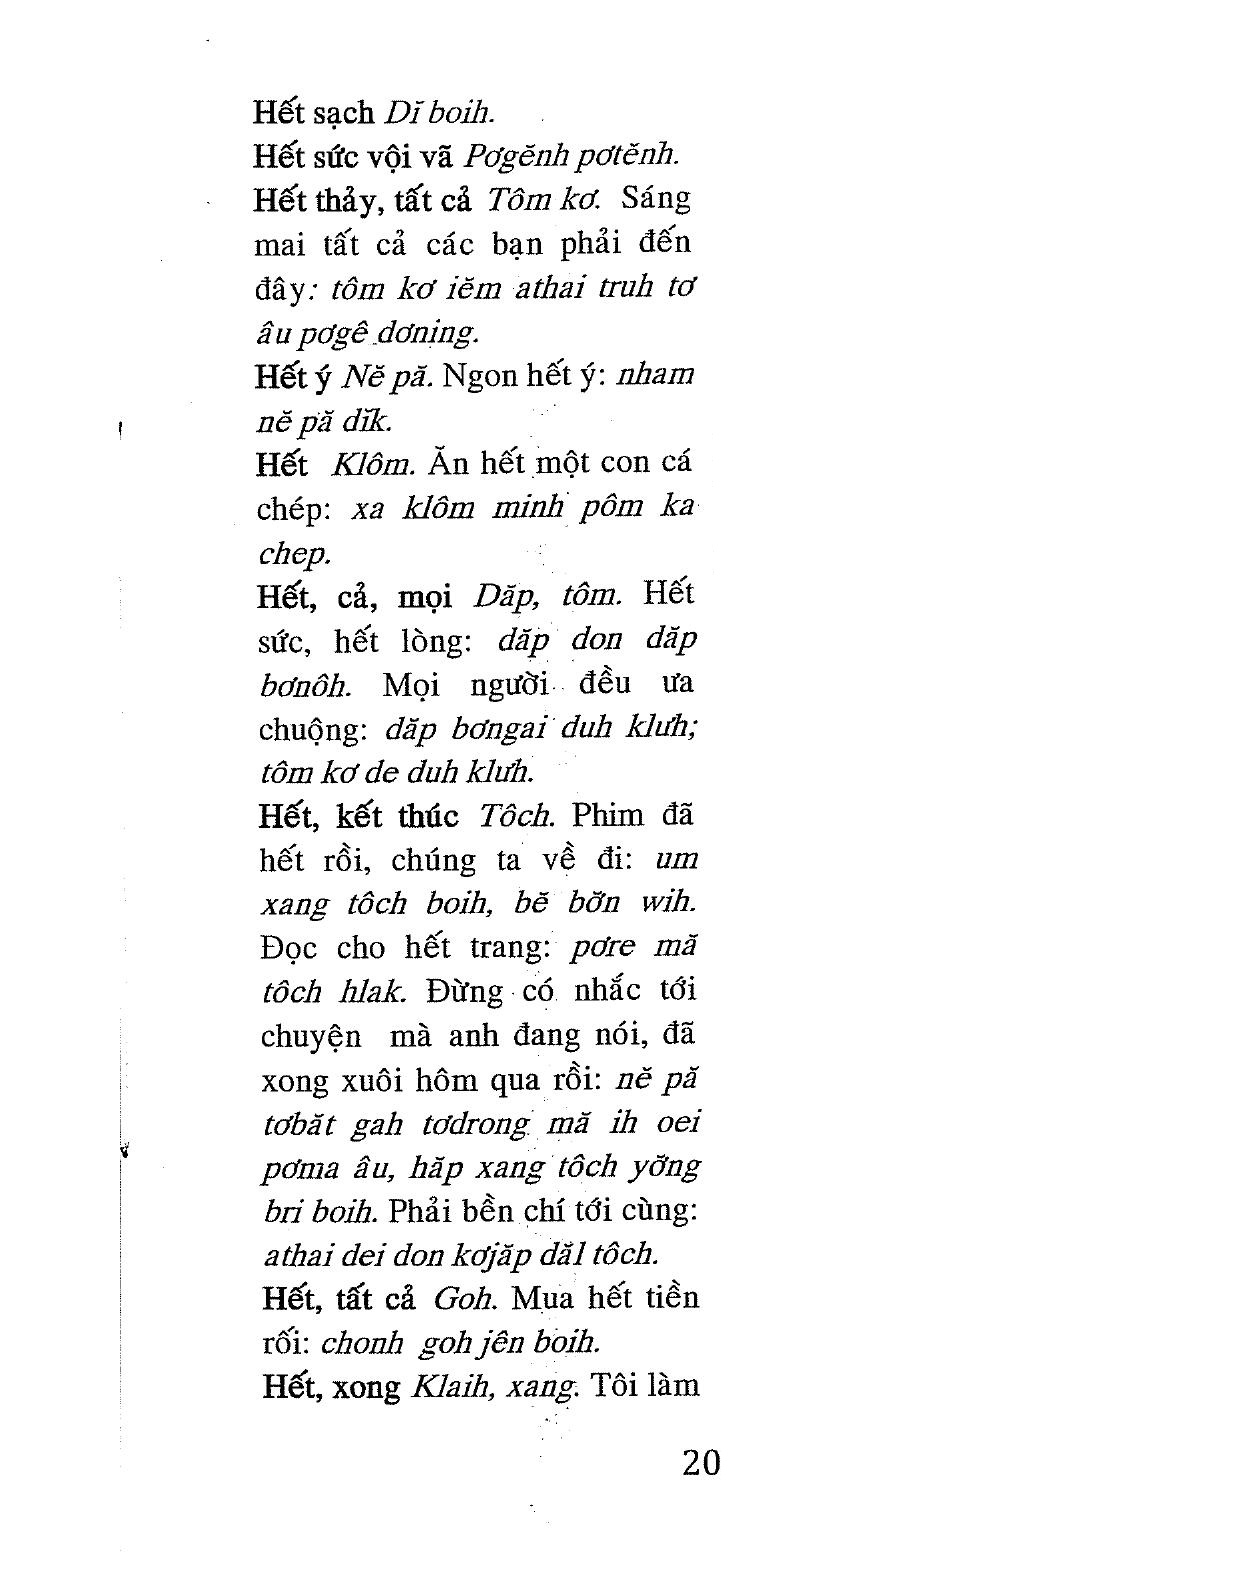 Hết sạch Dĭ boih.
Hết sức vội vã Pơgĕnh pơtĕnh.
Hết thảy, tất cả Tôm kơ. Sáng
mai tất cả các bạn phải đến
đây: tôm kơ iĕm athai truh tơ
âu pơgê dơning.
Hết ý Nĕ pă. Ngon hết ý: nham
nĕ pă dĭk.
Hết Klôm. Ăn hết một con cá
chép: xa klôm minh pôm ka
chep.
Hết, cả, mọi Dăp, tôm. Hết
sức, hết lòng: dăp don dăp
bơnôh. Mọi người đều ưa
chuộng: dăp bơngai duh klưh;
tôm kơ de duh klưh.
Hết, kết thúc Tôch. Phim đã
hết rồi, chúng ta về đi: um
xang tôch boih, bĕ bơ̆n wih.
Đọc cho hết trang: pơre mă
tôch hlak. Đừng có nhắc tới
chuyện mà anh đang nói, đã
xong xuôi hôm qua rồi: nĕ pă
tơbăt gah tơdrong mă ih oei
pơma âu, hăp xang tôch yơ̆ng
bri boih. Phải bền chí tới cùng:
athai dei don kơjăp dăl tôch.
Hết, tất cả Goh. Mua hết tiền
rối: chonh goh jên boih.
Hết, xong Klaih, xang. Tôi làm
20